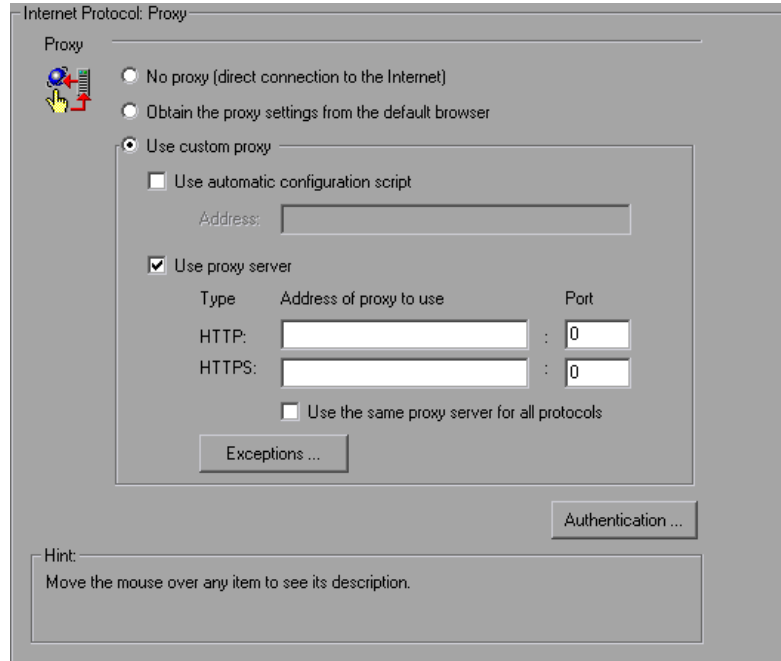 Internet Protocol: Proxy
Proxy
No proxy (direct connection to the Internet)
Obtain the proxy settings from the default browser
Use custom proxy
Use automatic configuration script
Address:
Use proxy server
Type Address of proxy to use Port
HTTP: : 0
HTTPS: : 0
Use the same proxy server for all protocols
Exceptions ...
Authentication ...
Hint:
Move the mouse over any item to see its description.